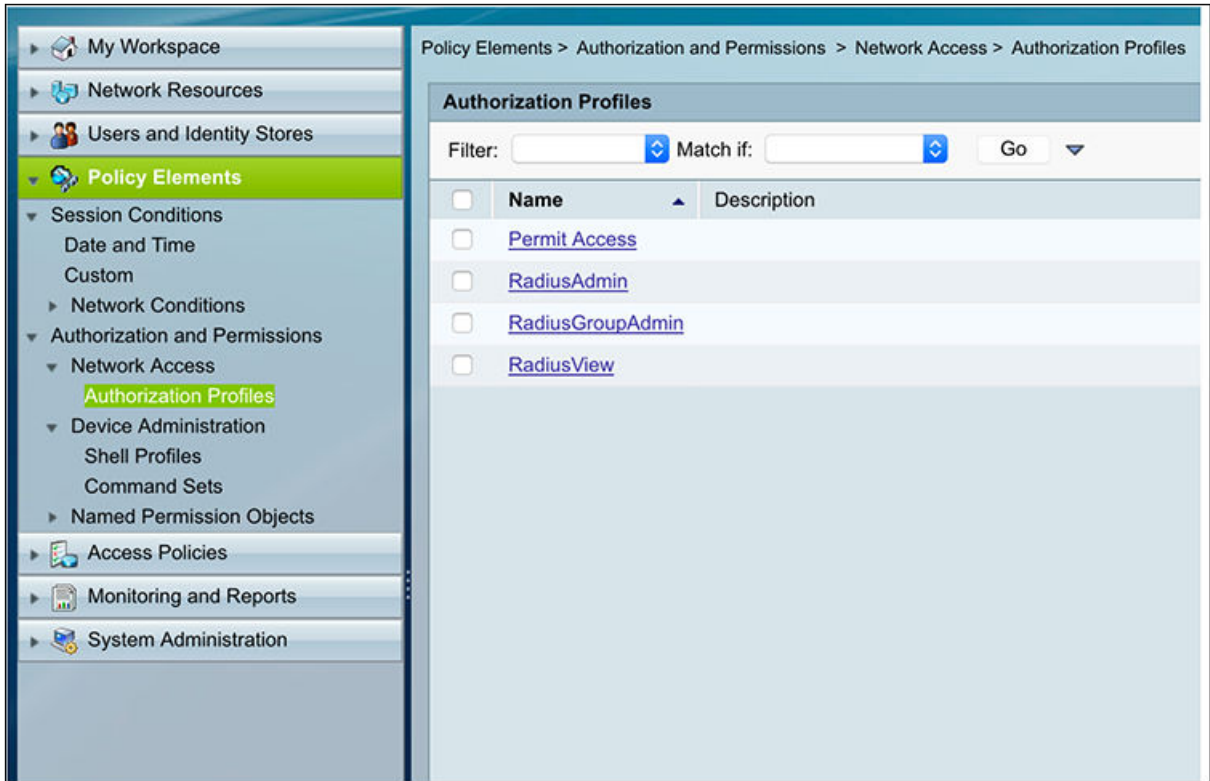 My Workspace
Network Resources
Users and Identity Stores
Policy Elements
Session Conditions
Date and Time
Custom
Network Conditions
Authorization and Permissions
Network Access
Authorization Profiles
Device Administration
Shell Profiles
Command Sets
Named Permission Objects
Access Policies
Monitoring and Reports
System Administration
Policy Elements > Authorization and Permissions > Network Access > Authorization Profiles
Authorization Profiles
Filter: Match if: Go
Name Description
Permit Access
RadiusAdmin
RadiusGroupAdmin
RadiusView